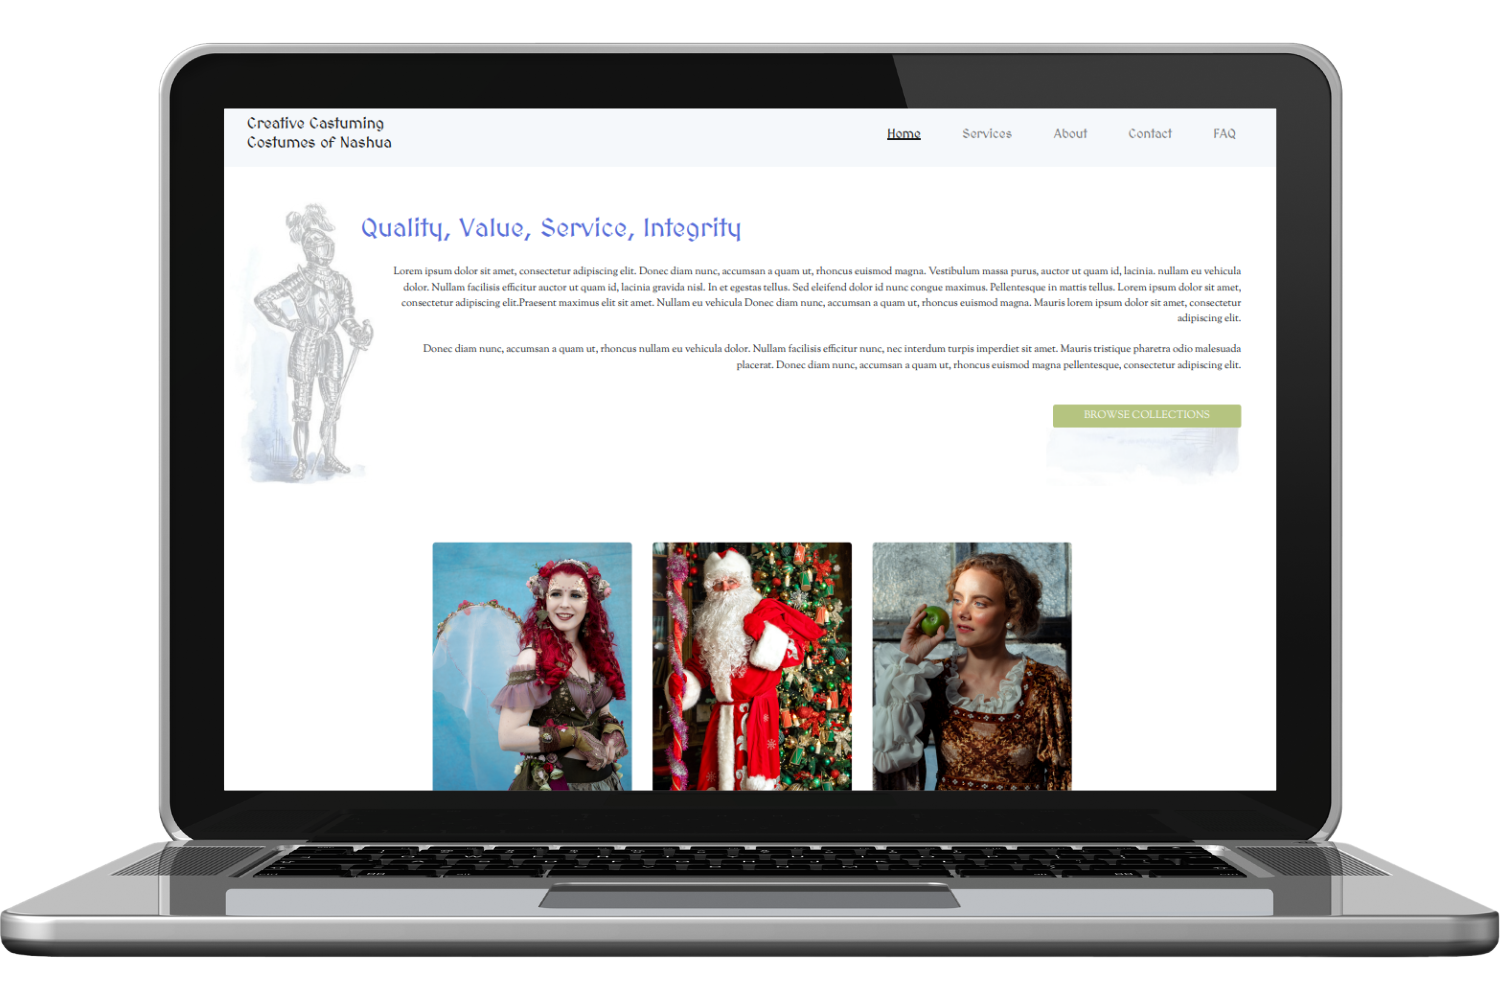 Creative Castuming
Costumes of Nashua
Home Services About Contact FAQ
Quality, Value, Service, Integrity
Lorem ipsum dolor sit amet, consectetur adipiscing elit. Donec diam nunc, accumsan a quam ut, rhoncus euismod magna. Vestibulum massa purus, auctor ut quam id, lacinia. nullam eu vehicula
dolor. Nullam facilisis efficitur auctor ut quam id, lacinia gravida nisl. In et egestas tellus. Sed eleifend dolor id nunc congue maximus. Pellentesque in mattis tellus. Lorem ipsum dolor sit amet,
consectetur adipiscing elit.Praesent maximus elit sit amet. Nullam eu vehicula Donec diam nunc, accumsan a quam ut, rhoncus euismod magna. Mauris lorem ipsum dolor sit amet, consectetur
adipiscing elit.
Donec diam nunc, accumsan a quam ut, rhoncus nullam eu vehicula dolor. Nullam facilisis efficitur nunc, nec interdum turpis imperdiet sit amet. Mauris tristique pharetra odio malesuada
placerat. Donec diam nunc, accumsan a quam ut, rhoncus euismod magna pellentesque, consectetur adipiscing elit.
BROWSE COLLECTIONS